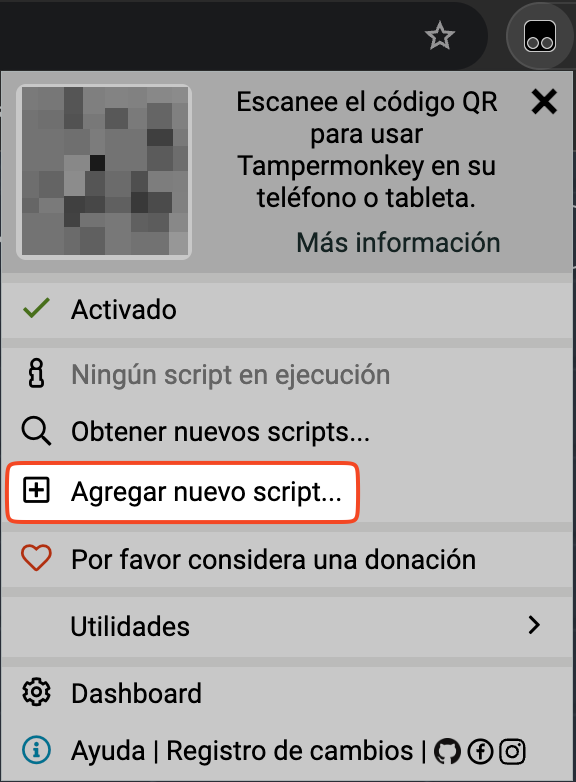 Escanee el código QR
para usar
Tampermonkey en su
teléfono o tableta.
Más información
Activado
Ningún script en ejecución
Obtener nuevos scripts...
Agregar nuevo script...
Por favor considera una donación
Utilidades
Dashboard
Ayuda | Registro de cambios |